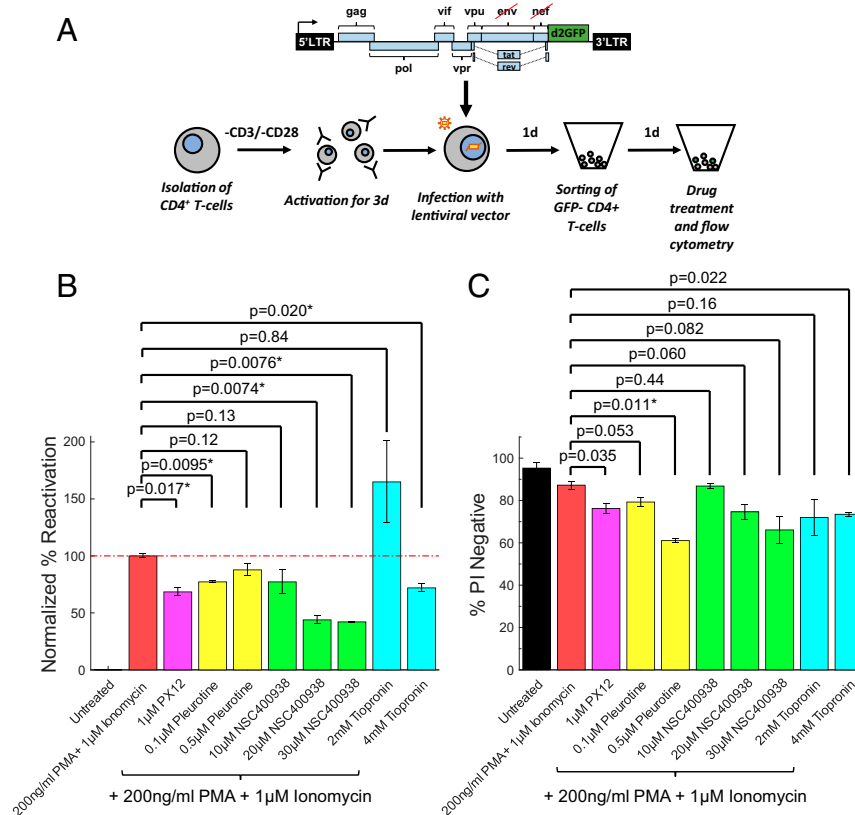 A
gag
vif
vpu
env
nef
d2GFP
5'LTR
3'LTR
tat
rev
pol
vpr
-CD3/-CD28
1d
1d
Isolation of
CD4+ T-cells
Activation for 3d
Infection with
lentiviral vector
Sorting of
GFP- CD4+
T-cells
Drug
treatment
and flow
cytometry
B
p=0.020*
p=0.84
p=0.0076*
p=0.0074*
p=0.13
p=0.12
p=0.0095*
p=0.017*
Normalized % Reactivation
200
150
100
50
0
Untreated
200ng/ml PMA+ 1µM Ionomycin
1µM PX12
0.1µM Pleurotine
0.5µM Pleurotine
10µM NSC400938
20µM NSC400938
30µM NSC400938
2mM Tiopronin
4mM Tiopronin
+ 200ng/ml PMA + 1µM Ionomycin
C
p=0.022
p=0.16
p=0.082
p=0.060
p=0.44
p=0.011*
p=0.053
p=0.035
% PI Negative
100
80
60
40
20
0
Untreated
200ng/ml PMA+ 1µM Ionomycin
1µM PX12
0.1µM Pleurotine
0.5µM Pleurotine
10µM NSC400938
20µM NSC400938
30µM NSC400938
2mM Tiopronin
4mM Tiopronin
+ 200ng/ml PMA + 1µM Ionomycin